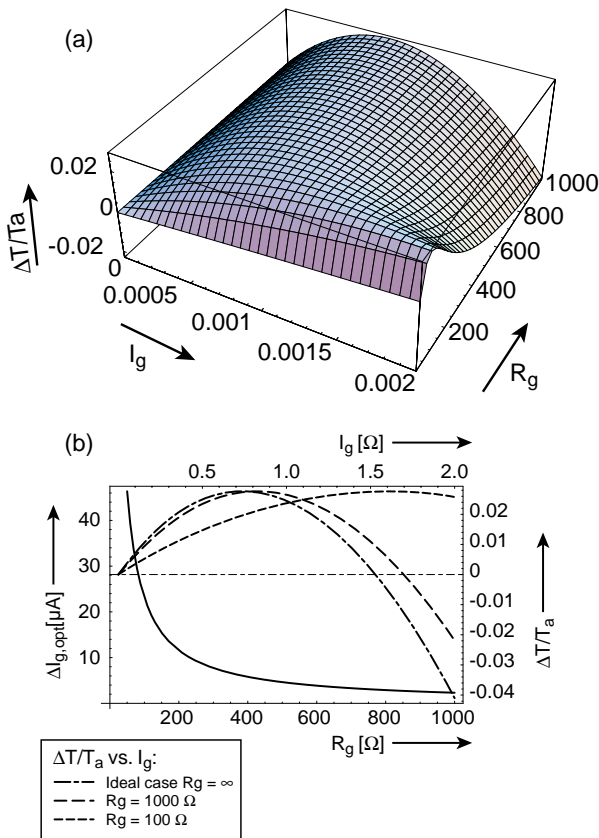 (a)
0.02
0
-0.02
ΔT/Ta
0
0.0005
0.001
0.0015
0.002
I_g
200
400
600
800
1000
R_g
(b)
I_g [Ω]
0.5
1.0
1.5
2.0
40
30
20
10
ΔI_g,opt[µA]
0.02
0.01
0
-0.01
-0.02
-0.03
-0.04
ΔT/T_a
200
400
600
800
1000
R_g [Ω]
ΔT/T_a vs. I_g:
Ideal case Rg = ∞
Rg = 1000 Ω
Rg = 100 Ω